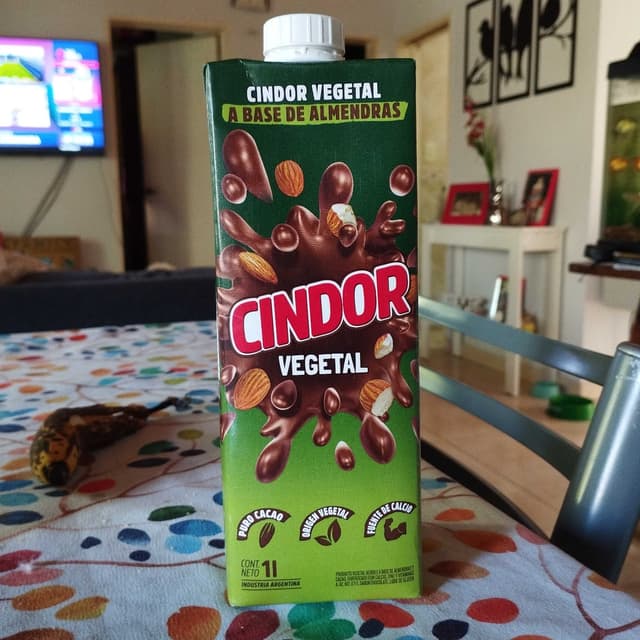 CINDOR VEGETAL
A BASE DE ALMENDRAS
CINDOR
VEGETAL
PURO CACAO
ORIGEN VEGETAL
FUENTE DE CALCIO
CONT. NETO 1l
INDUSTRIA ARGENTINA